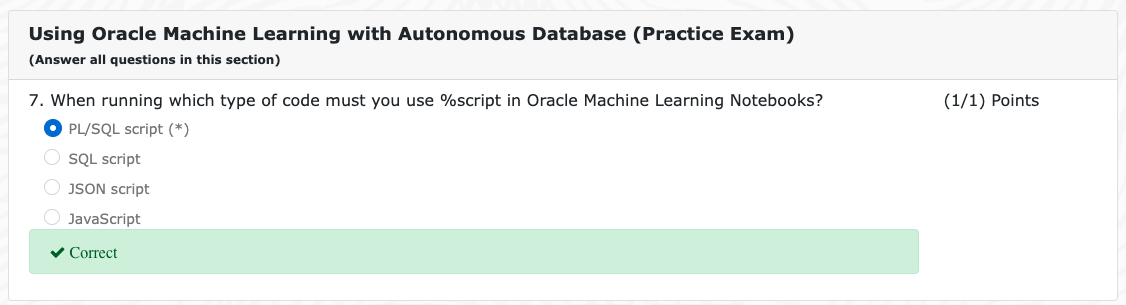 Using Oracle Machine Learning with Autonomous Database (Practice Exam)
(Answer all questions in this section)
7. When running which type of code must you use %script in Oracle Machine Learning Notebooks? (1/1) Points
PL/SQL script (*)
SQL script
JSON script
JavaScript
✔ Correct